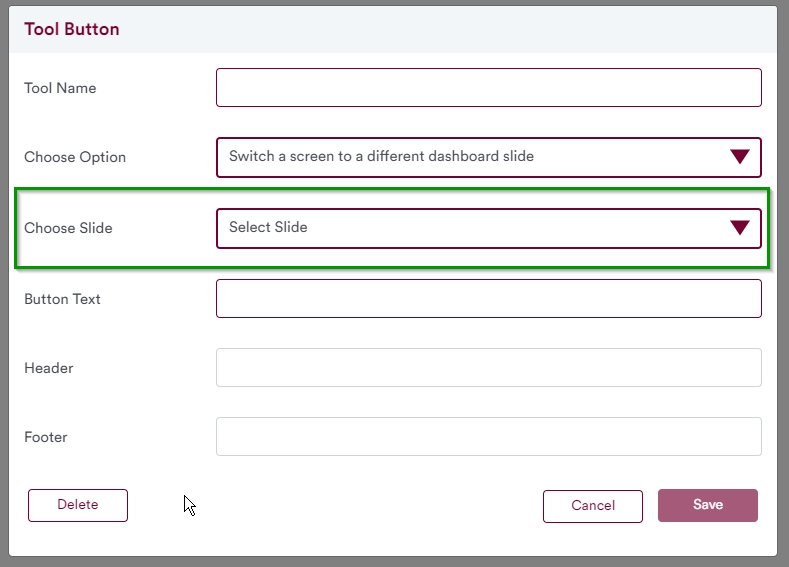 Tool Button
Tool Name
Choose Option
Switch a screen to a different dashboard slide
Choose Slide
Select Slide
Button Text
Header
Footer
Delete
Cancel
Save